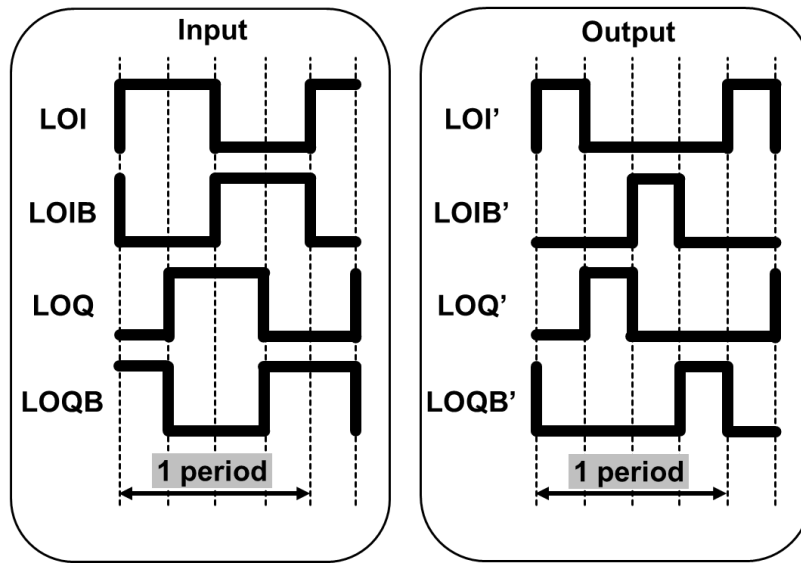 Input
LOI
LOIB
LOQ
LOQB
1 period
Output
LOI’
LOIB’
LOQ’
LOQB’
1 period